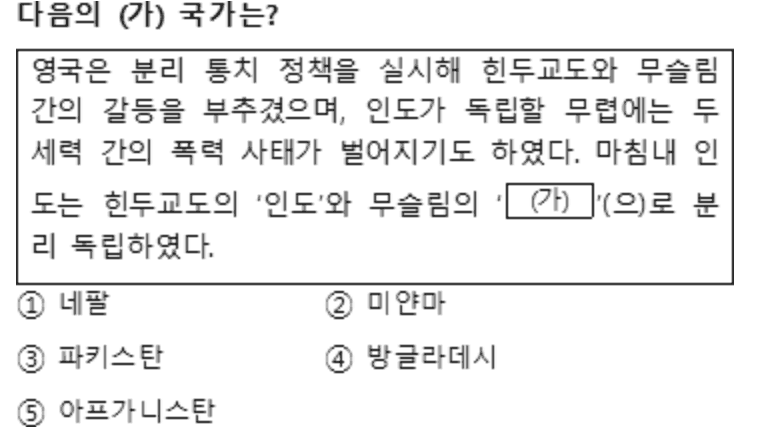 다음의 (가) 국가는?
영국은 분리 통치 정책을 실시해 힌두교도와 무슬림
간의 갈등을 부추겼으며, 인도가 독립할 무렵에는 두
세력 간의 폭력 사태가 벌어지기도 하였다. 마침내 인
도는 힌두교도의 '인도'와 무슬림의 ' (가) '(으)로 분
리 독립하였다.
① 네팔 ② 미얀마
③ 파키스탄 ④ 방글라데시
⑤ 아프가니스탄